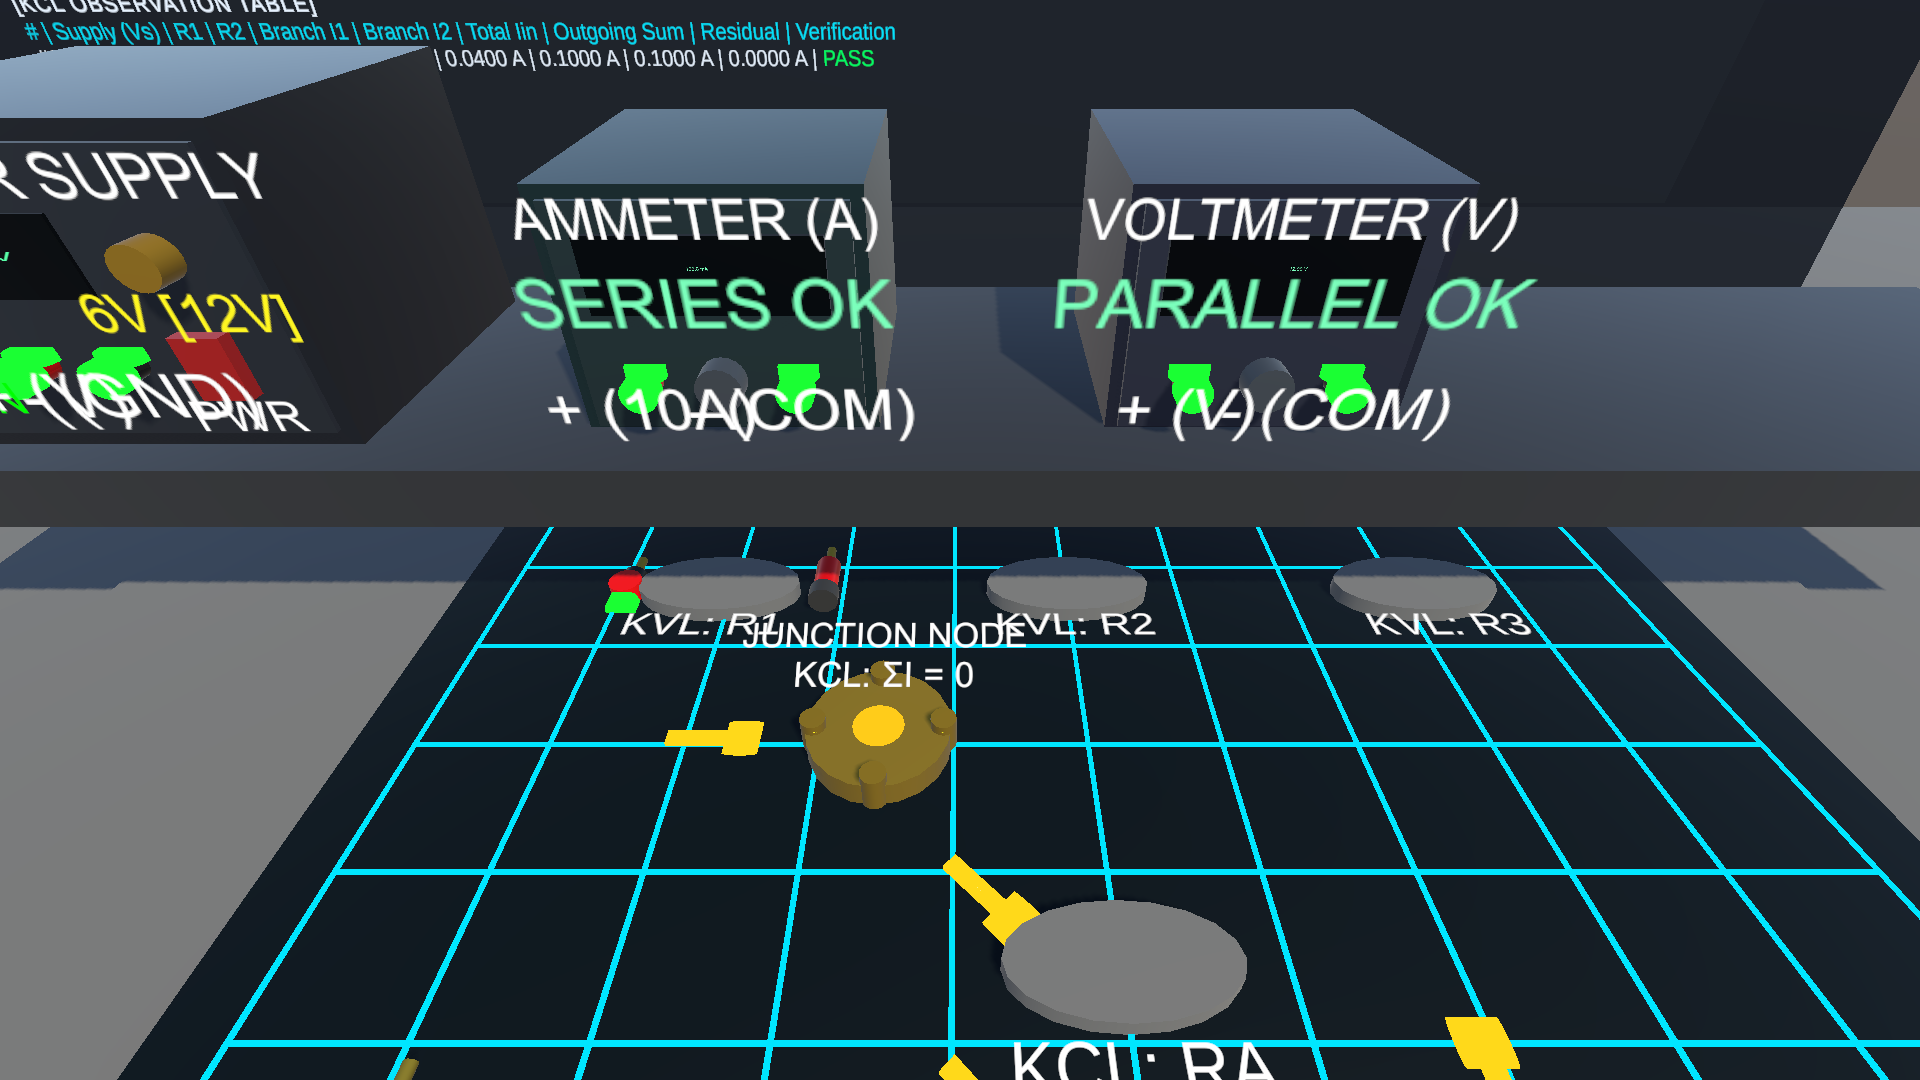 [KCL OBSERVATION TABLE]
# | Supply (Vs) | R1 | R2 | Branch I1 | Branch I2 | Total Iin | Outgoing Sum | Residual | Verification
| 0.0400 A | 0.1000 A | 0.1000 A | 0.0000 A | PASS
R SUPPLY
AMMETER (A)
VOLTMETER (V)
6V [12V]
SERIES OK
PARALLEL OK
(GND)
PWR
+ (10A)
- (COM)
+ (V)
- (COM)
KVL: R1
KVL: R2
KVL: R3
JUNCTION NODE
KCL: ΣI = 0
KCL: RA